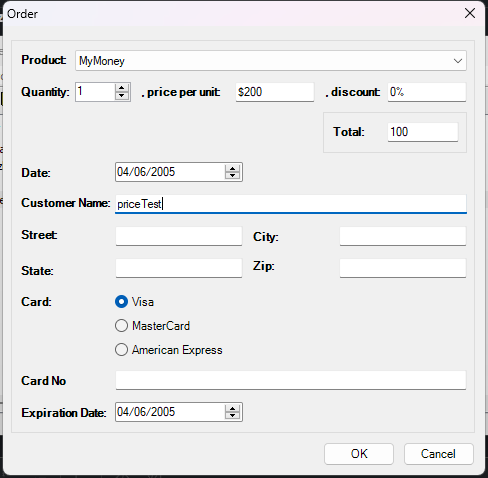 Order
Product: MyMoney
Quantity: 1 , price per unit: $200 , discount: 0%
Total: 100
Date: 04/06/2005
Customer Name: priceTest
Street: City:
State: Zip:
Card: Visa
MasterCard
American Express
Card No
Expiration Date: 04/06/2005
OK Cancel